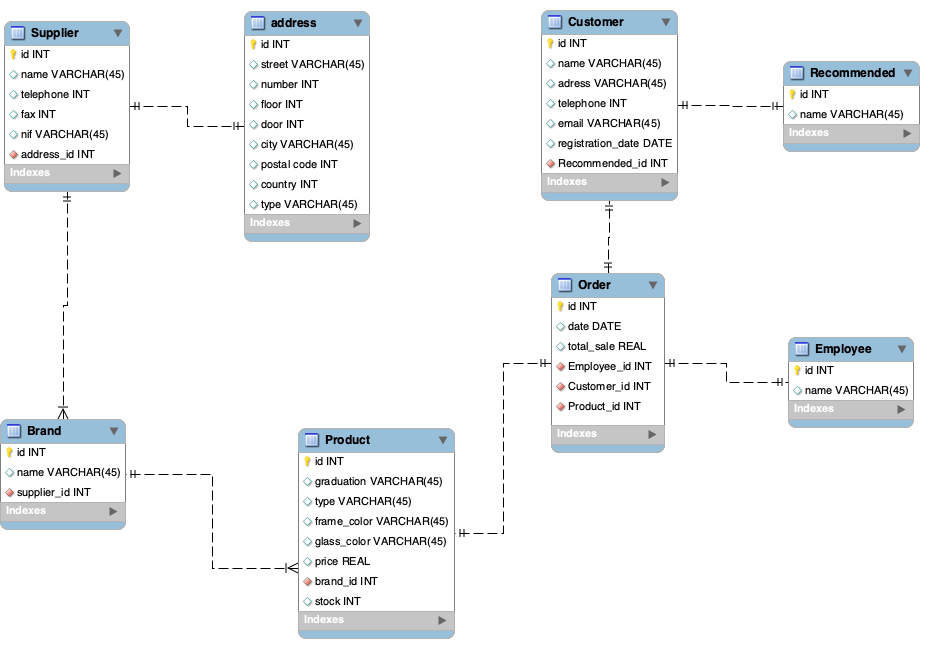 Supplier
id INT
name VARCHAR(45)
telephone INT
fax INT
nif VARCHAR(45)
address_id INT
Indexes
address
id INT
street VARCHAR(45)
number INT
floor INT
door INT
city VARCHAR(45)
postal code INT
country INT
type VARCHAR(45)
Indexes
Customer
id INT
name VARCHAR(45)
adress VARCHAR(45)
telephone INT
email VARCHAR(45)
registration_date DATE
Recommended_id INT
Indexes
Recommended
id INT
name VARCHAR(45)
Indexes
Order
id INT
date DATE
total_sale REAL
Employee_id INT
Customer_id INT
Product_id INT
Indexes
Employee
id INT
name VARCHAR(45)
Indexes
Brand
id INT
name VARCHAR(45)
supplier_id INT
Indexes
Product
id INT
graduation VARCHAR(45)
type VARCHAR(45)
frame_color VARCHAR(45)
glass_color VARCHAR(45)
price REAL
brand_id INT
stock INT
Indexes